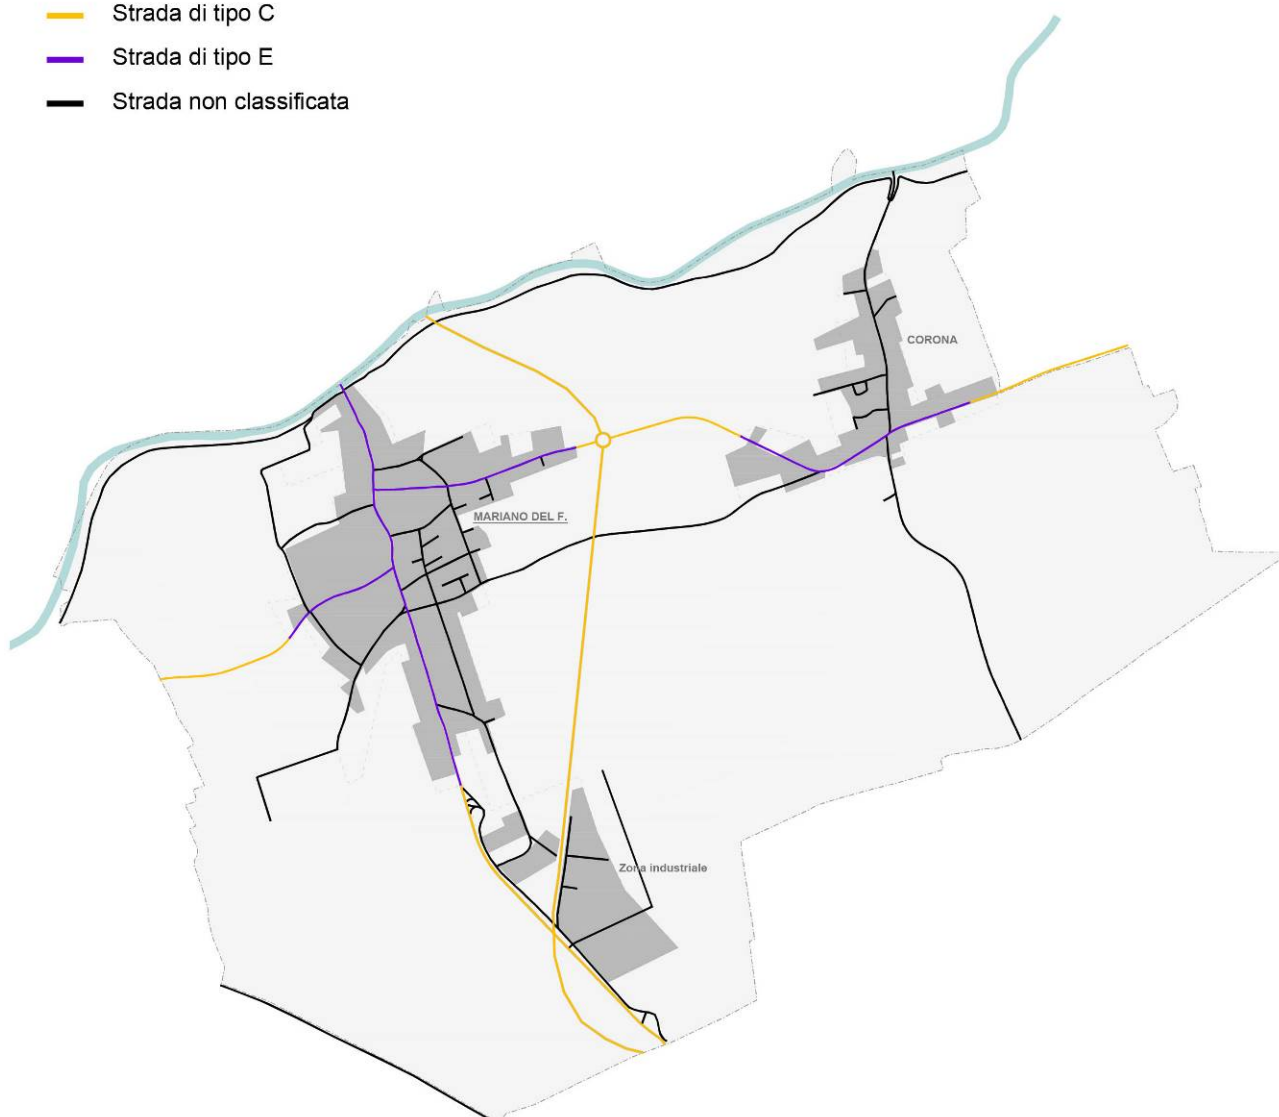 Strada di tipo C
Strada di tipo E
Strada non classificata
CORONA
MARIANO DEL F.
Zona industriale